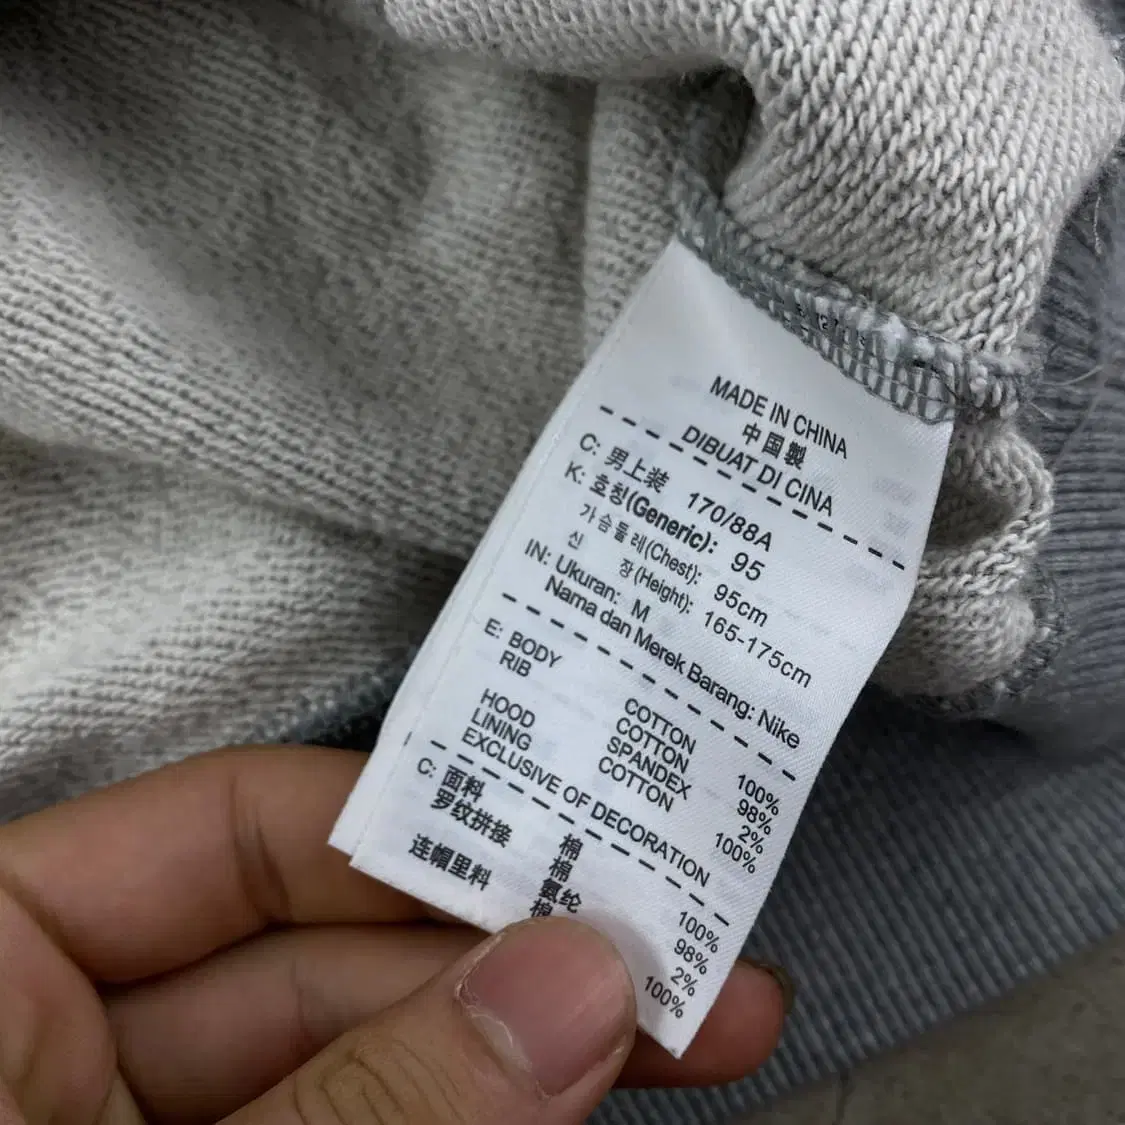 MADE IN CHINA
中国製
DIBUAT DI CINA
C: 男上装 170/88A
K: 호칭(Generic): 95
가슴둘레(Chest): 95cm
신 장(Height): 165-175cm
IN: Ukuran: M
Nama dan Merek Barang: Nike
E: BODY COTTON 100%
RIB COTTON 98%
SPANDEX 2%
HOOD LINING COTTON 100%
EXCLUSIVE OF DECORATION
C: 面料 棉 100%
罗纹拼接 棉 98%
氨纶 2%
连帽里料 棉 100%